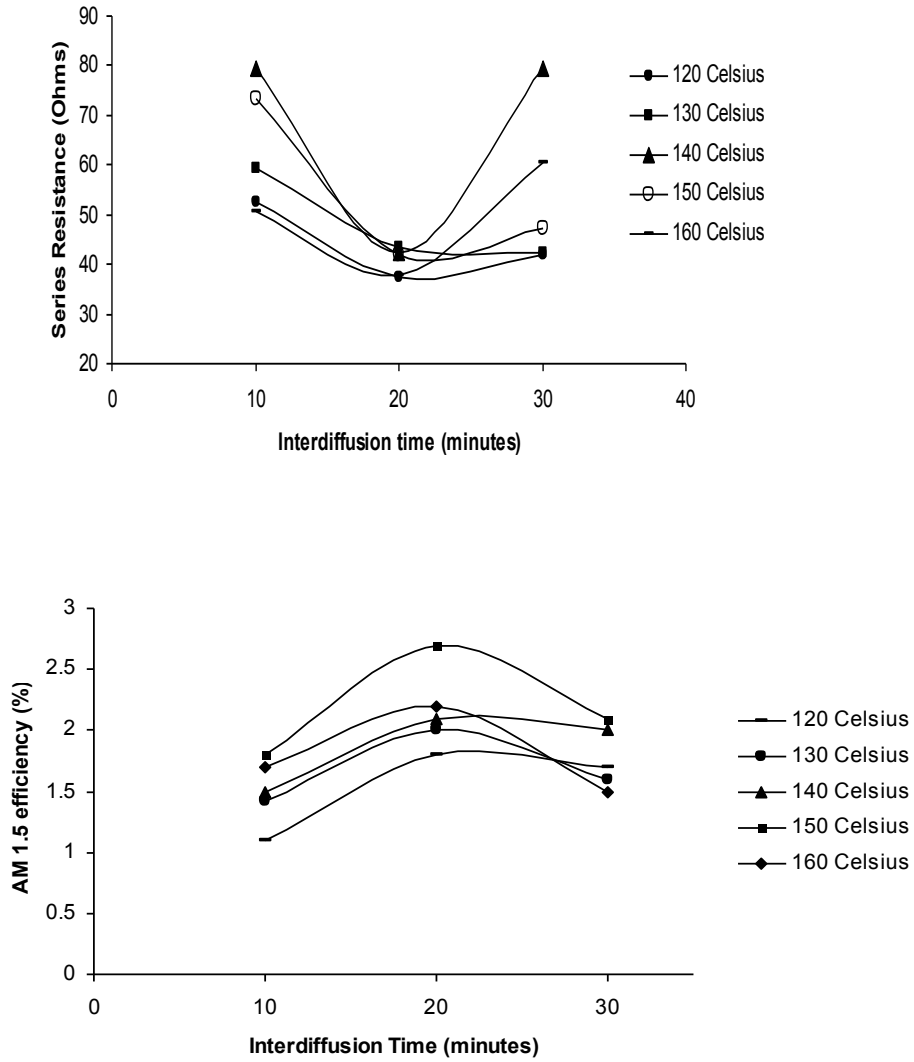 90
80
70
60
50
40
30
20
Series Resistance (Ohms)
0 10 20 30 40
Interdiffusion time (minutes)
120 Celsius
130 Celsius
140 Celsius
150 Celsius
160 Celsius
3
2.5
2
1.5
1
0.5
0
AM 1.5 efficiency (%)
0 10 20 30
Interdiffusion Time (minutes)
120 Celsius
130 Celsius
140 Celsius
150 Celsius
160 Celsius